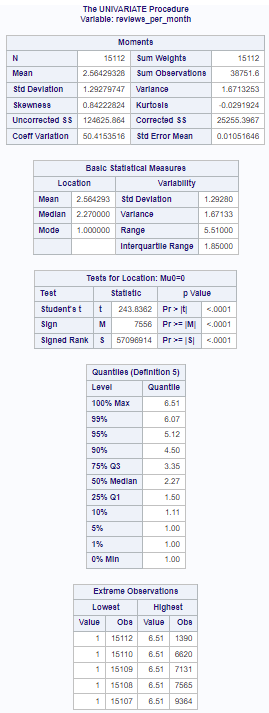 The UNIVARIATE Procedure
Variable: reviews_per_month
Moments
N 15112 Sum Weights 15112
Mean 2.56429328 Sum Observations 38751.6
Std Deviation 1.29279747 Variance 1.6713253
Skewness 0.84222824 Kurtosis -0.0291924
Uncorrected SS 124625.864 Corrected SS 25255.3967
Coeff Variation 50.4153516 Std Error Mean 0.01051646
Basic Statistical Measures
Location Variability
Mean 2.564293 Std Deviation 1.29280
Median 2.270000 Variance 1.67133
Mode 1.000000 Range 5.51000
Interquartile Range 1.85000
Tests for Location: Mu0=0
Test Statistic p Value
Student's t t 243.8362 Pr > |t| <.0001
Sign M 7556 Pr >= |M| <.0001
Signed Rank S 57096914 Pr >= |S| <.0001
Quantiles (Definition 5)
Level Quantile
100% Max 6.51
99% 6.07
95% 5.12
90% 4.50
75% Q3 3.35
50% Median 2.27
25% Q1 1.50
10% 1.11
5% 1.00
1% 1.00
0% Min 1.00
Extreme Observations
Lowest Highest
Value Obs Value Obs
1 15112 6.51 1390
1 15110 6.51 6620
1 15109 6.51 7131
1 15108 6.51 7565
1 15107 6.51 9364